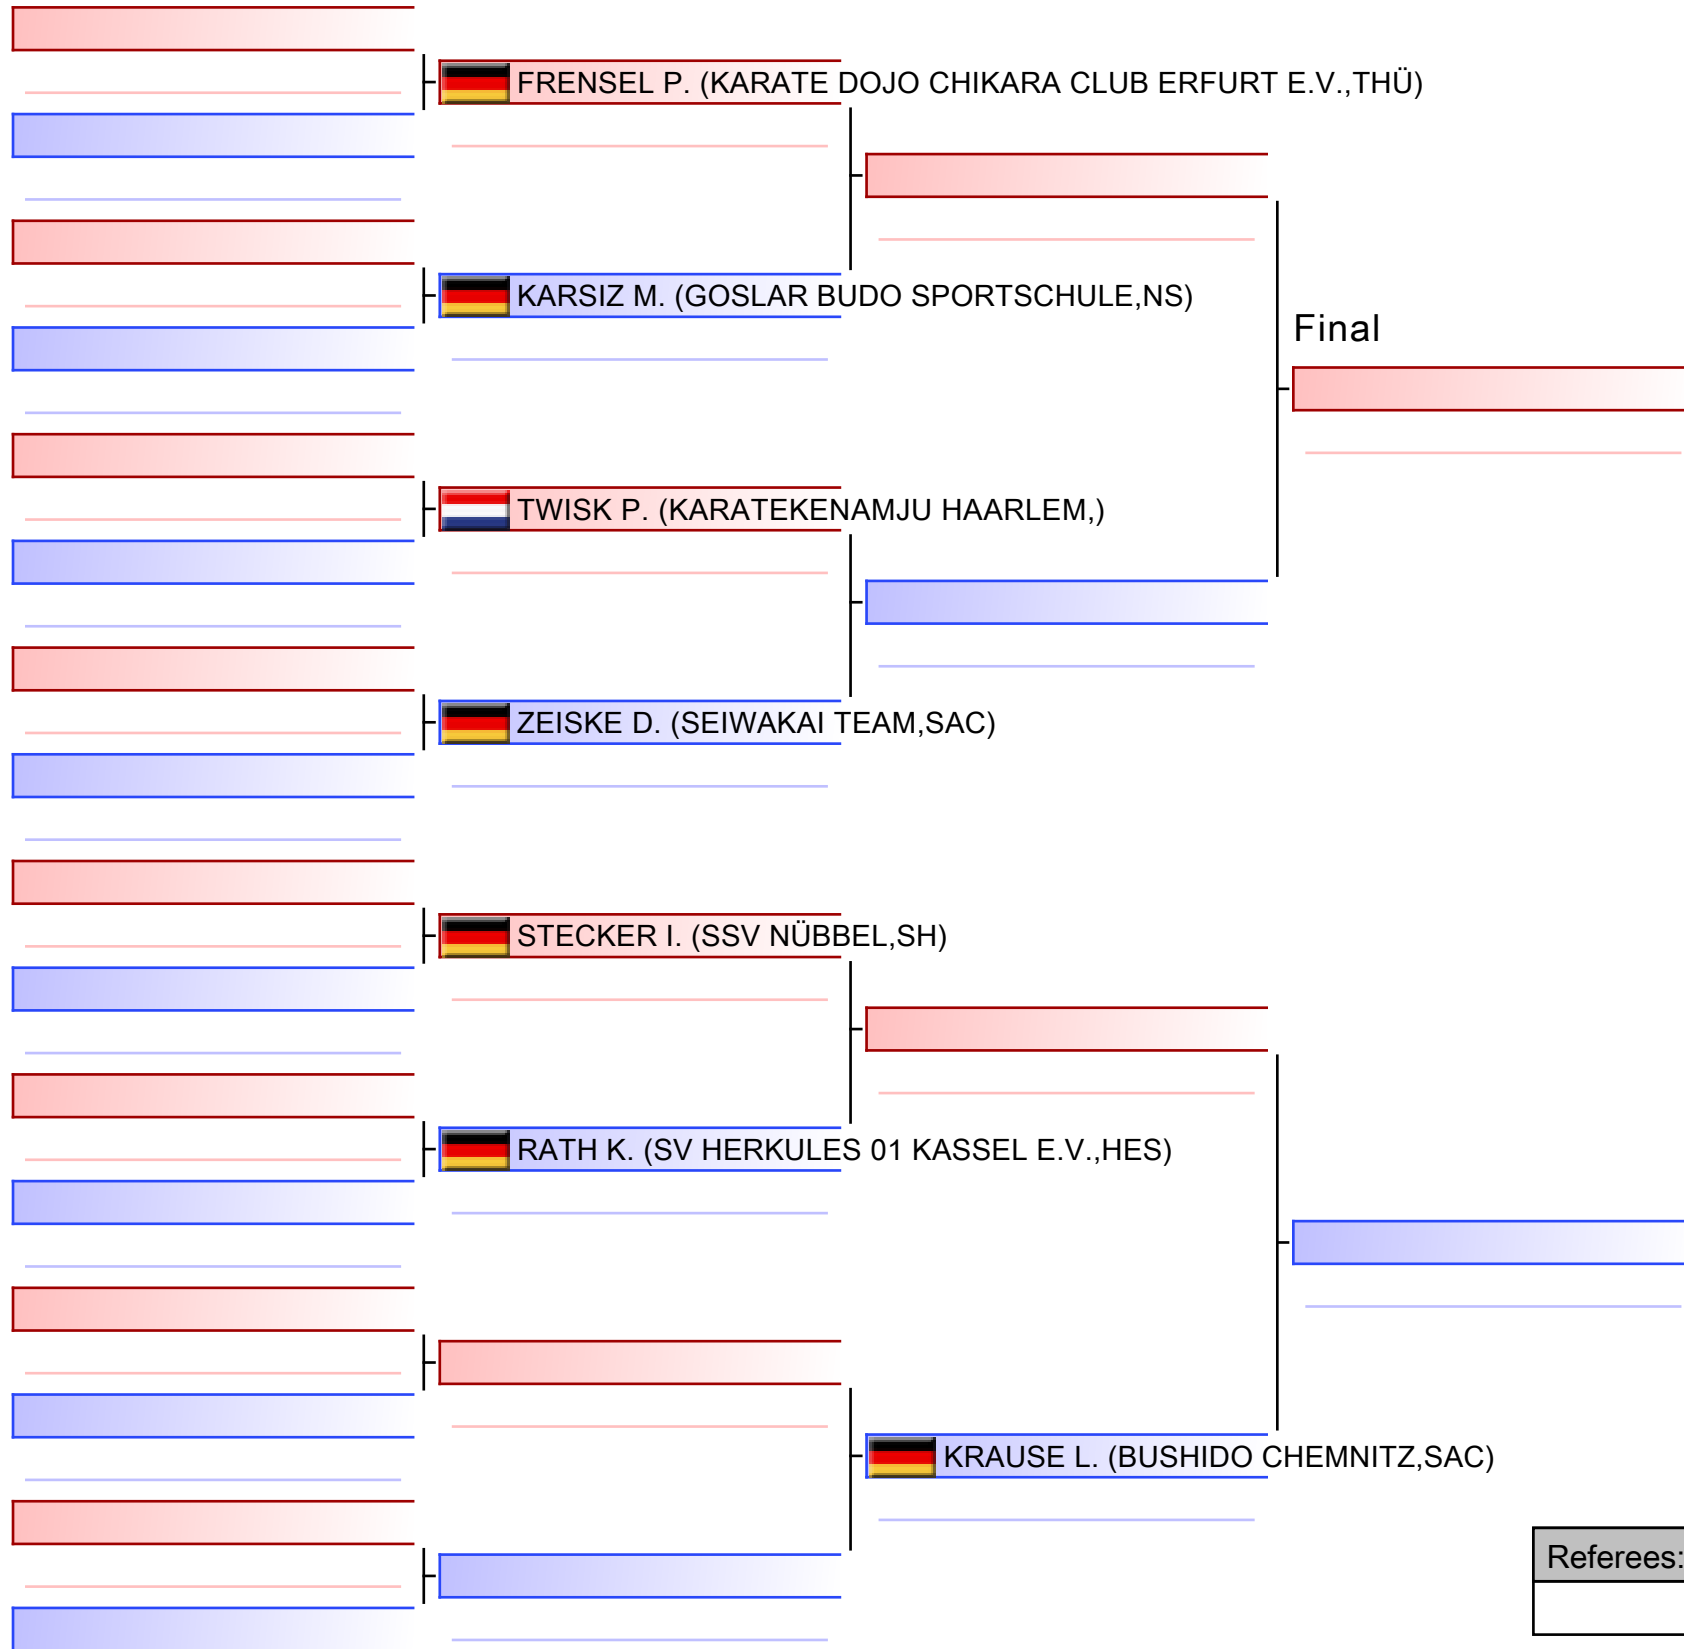 FRENSEL P. (KARATE DOJO CHIKARA CLUB ERFURT E.V.,THÜ)
KARSIZ M. (GOSLAR BUDO SPORTSCHULE,NS)
Final
TWISK P. (KARATEKENAMJU HAARLEM,)
ZEISKE D. (SEIWAKAI TEAM,SAC)
STECKER I. (SSV NÜBBEL,SH)
RATH K. (SV HERKULES 01 KASSEL E.V.,HES)
KRAUSE L. (BUSHIDO CHEMNITZ,SAC)
Referees: